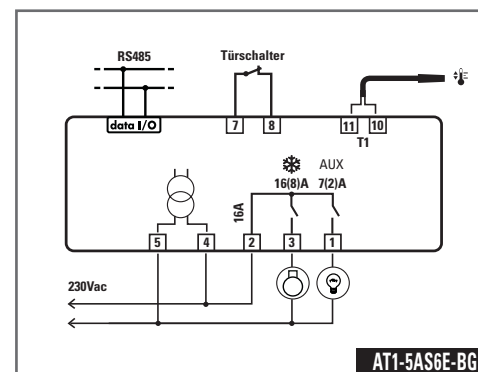 RS485
Türschalter
data I/O
7 8
11 10
T1
AUX
16(8)A 7(2)A
16A
5 4 2 3 1
230Vac
AT1-5AS6E-BG